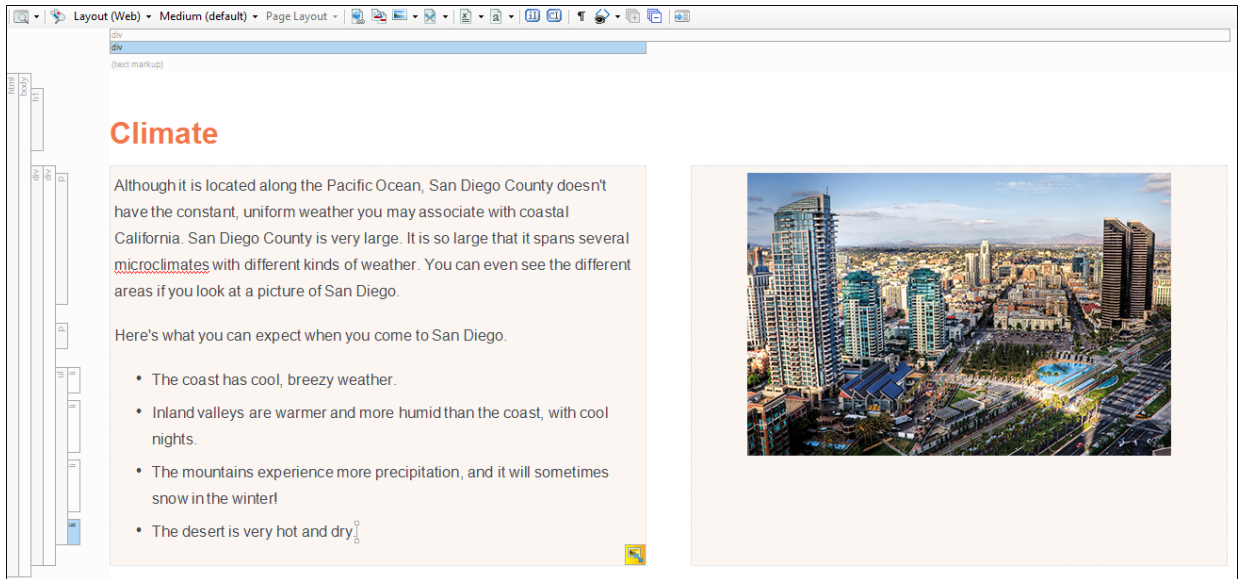 Layout (Web) Medium (default) Page Layout
div
div
(text markup)
html
body
h1
div
div
p
p
ul
li
li
li
li
Climate
Although it is located along the Pacific Ocean, San Diego County doesn't
have the constant, uniform weather you may associate with coastal
California. San Diego County is very large. It is so large that it spans several
microclimates with different kinds of weather. You can even see the different
areas if you look at a picture of San Diego.
Here's what you can expect when you come to San Diego.
• The coast has cool, breezy weather.
• Inland valleys are warmer and more humid than the coast, with cool
nights.
• The mountains experience more precipitation, and it will sometimes
snow in the winter!
• The desert is very hot and dry.